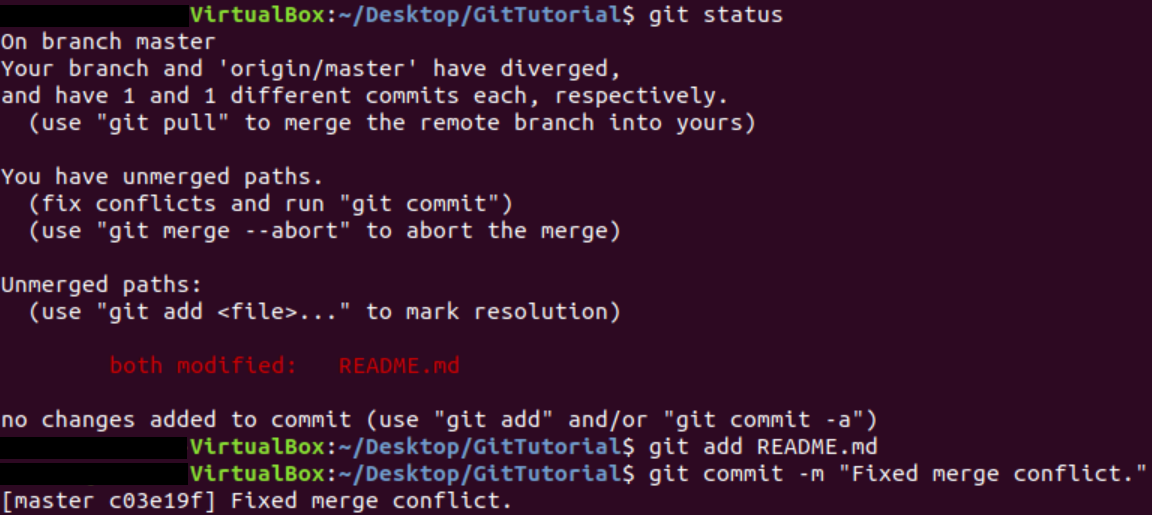 VirtualBox:~/Desktop/GitTutorial$ git status
On branch master
Your branch and 'origin/master' have diverged,
and have 1 and 1 different commits each, respectively.
  (use "git pull" to merge the remote branch into yours)

You have unmerged paths.
  (fix conflicts and run "git commit")
  (use "git merge --abort" to abort the merge)

Unmerged paths:
  (use "git add <file>..." to mark resolution)

        both modified:   README.md

no changes added to commit (use "git add" and/or "git commit -a")
VirtualBox:~/Desktop/GitTutorial$ git add README.md
VirtualBox:~/Desktop/GitTutorial$ git commit -m "Fixed merge conflict."
[master c03e19f] Fixed merge conflict.